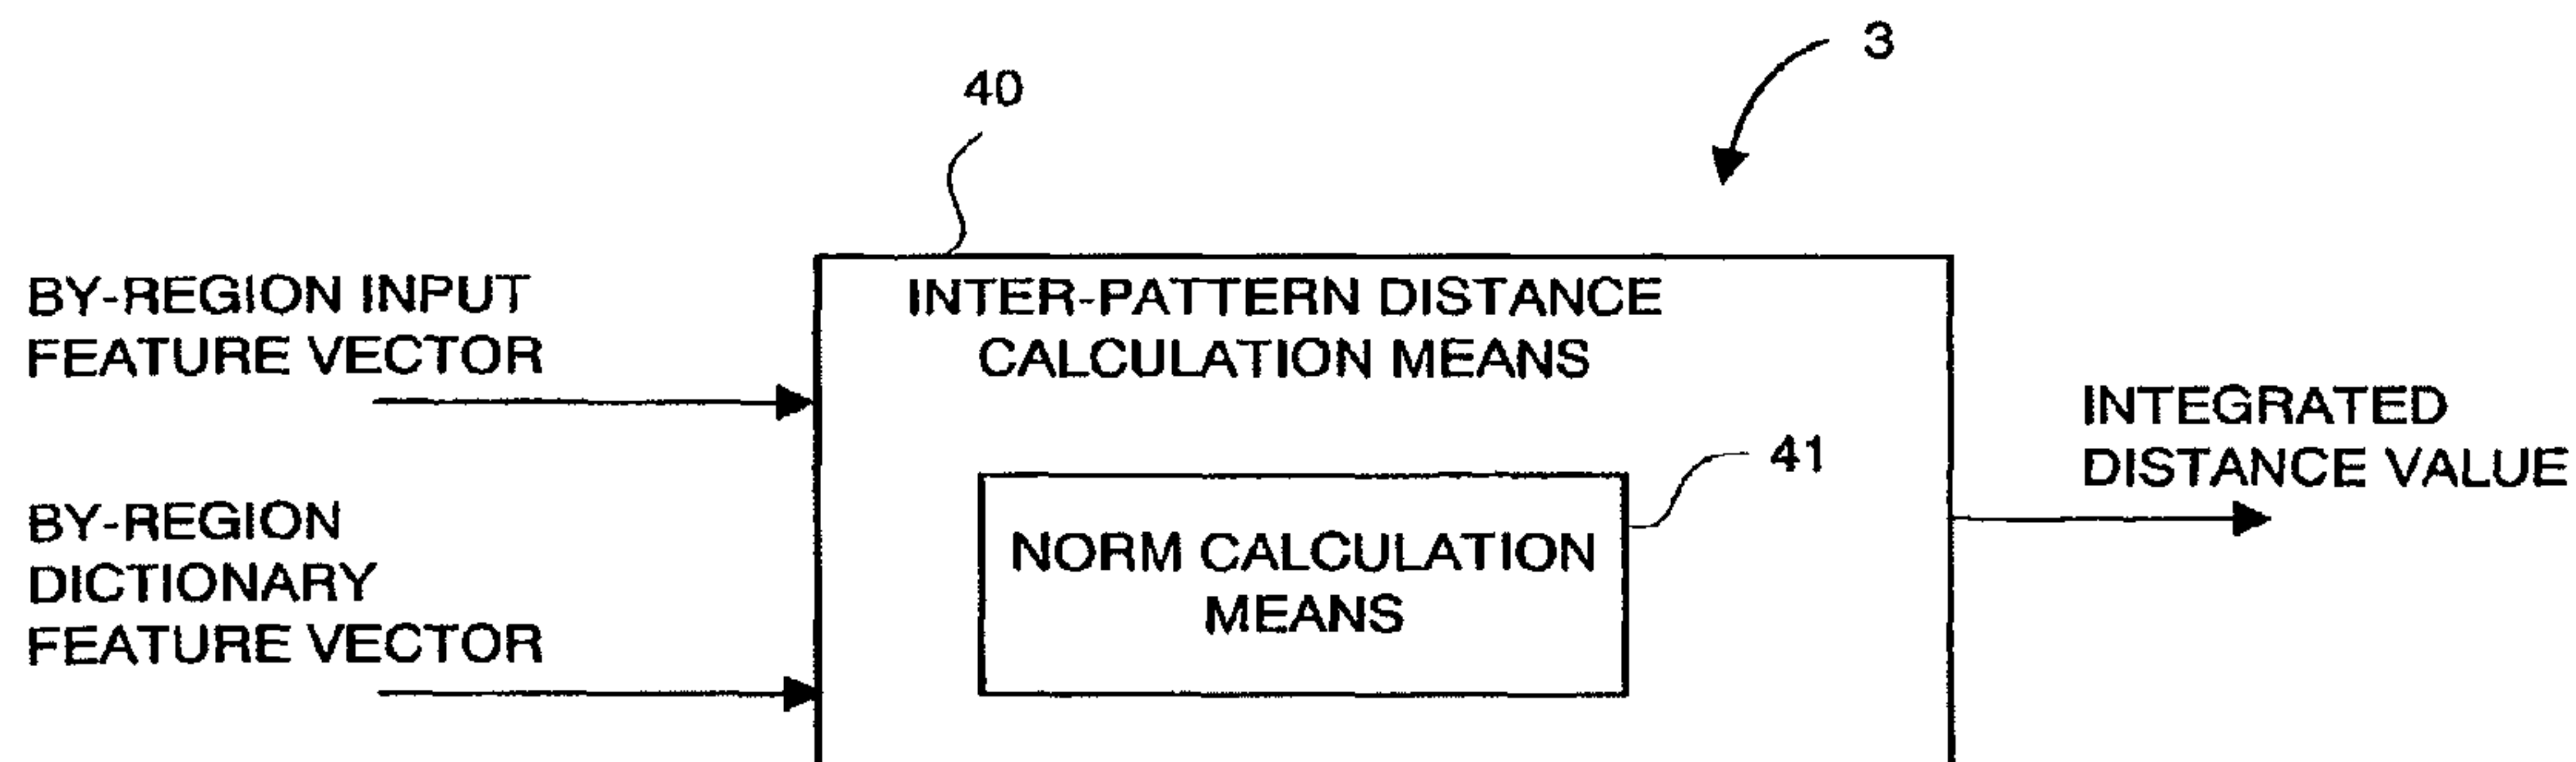 3
40
BY-REGION INPUT
FEATURE VECTOR
INTER-PATTERN DISTANCE
CALCULATION MEANS
INTEGRATED
DISTANCE VALUE
41
BY-REGION
DICTIONARY
FEATURE VECTOR
NORM CALCULATION
MEANS